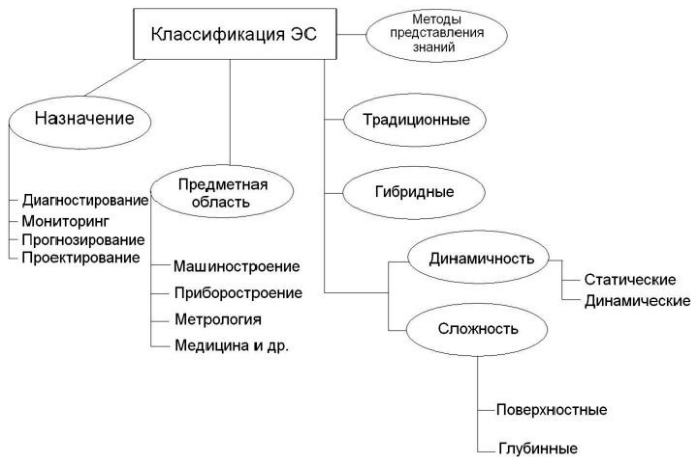 Классификация ЭС
Методы
представления
знаний
Назначение
Диагностирование
Мониторинг
Прогнозирование
Проектирование
Предметная
область
Машиностроение
Приборостроение
Метрология
Медицина и др.
Традиционные
Гибридные
Динамичность
Статические
Динамические
Сложность
Поверхностные
Глубинные